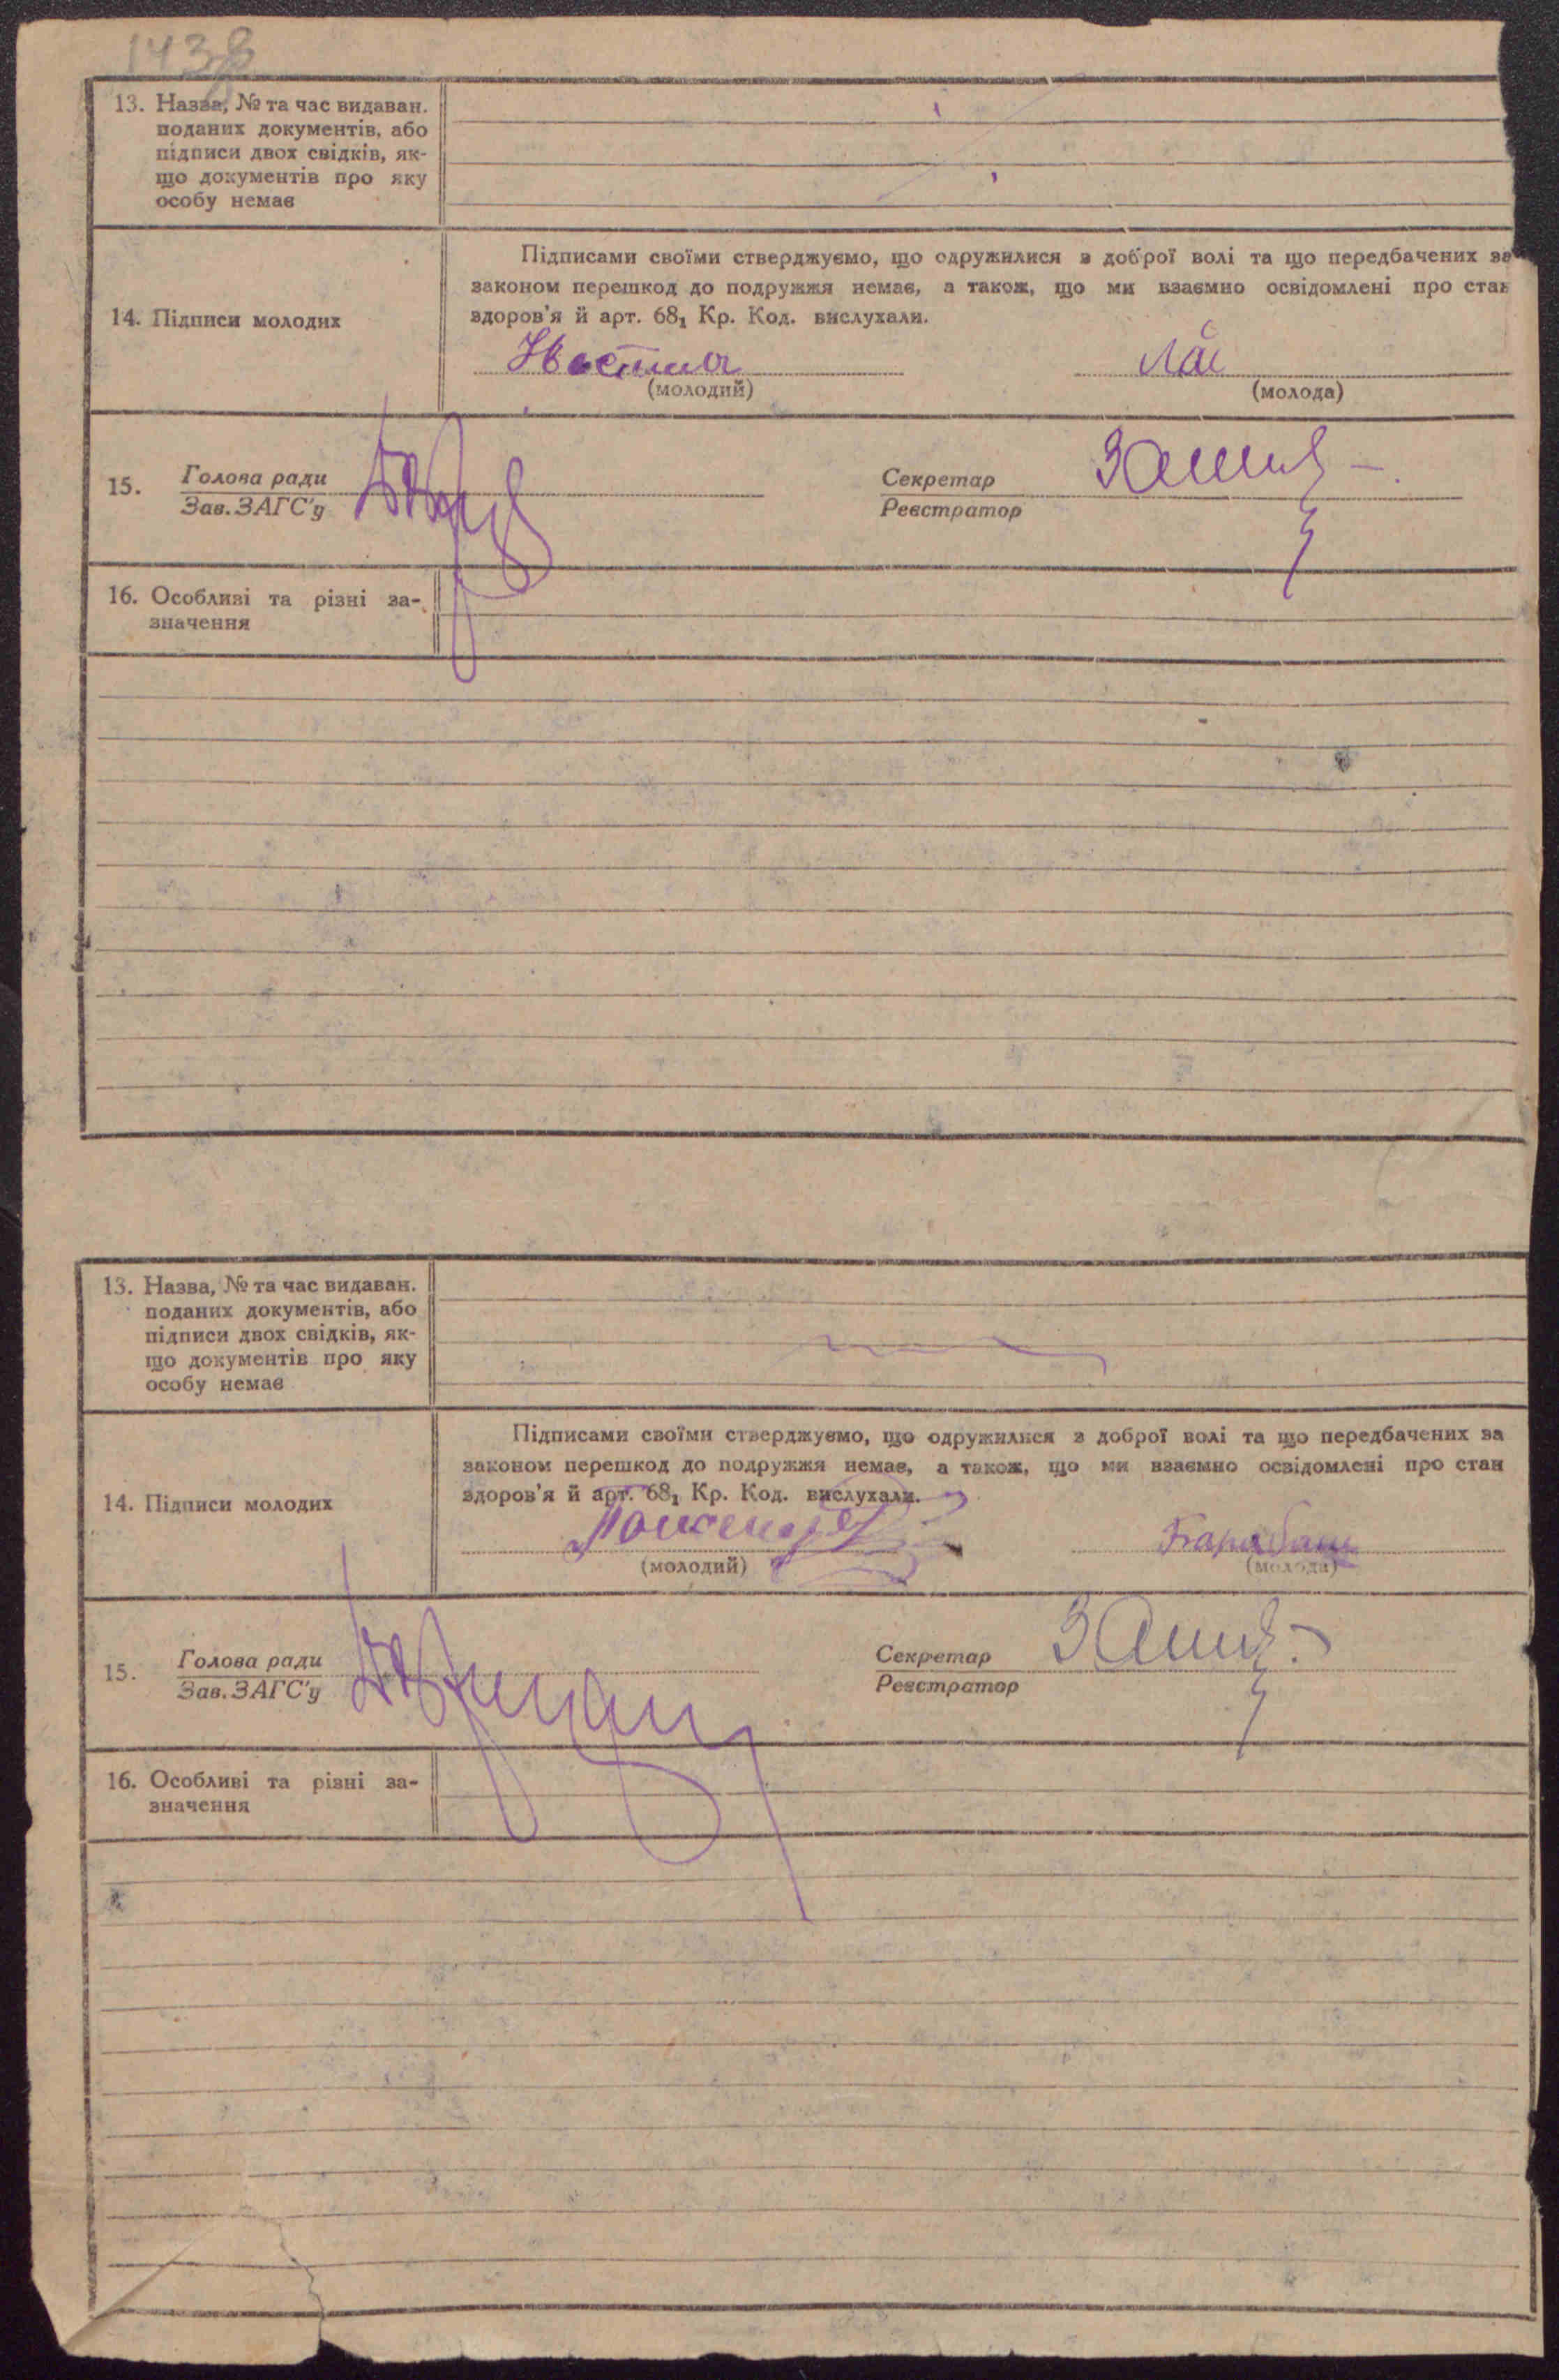 1438
13. Назва, № та час видаван.
поданих документів, або
підписи двох свідків, як-
що документів про яку
особу немає
Підписами своїми стверджуємо, що одружилися з доброї волі та що передбачених за
законом перешкод до подружжя немає, а також, що ми взаємно освідомлені про стан
здоров'я й арт. 68₁ Кр. Код. вислухали.
14. Підписи молодих
(молодий) (молода)
15. Голова ради Секретар
Зав. ЗАГС'у Реєстратор
16. Особливі та різні за-
значення
13. Назва, № та час видаван.
поданих документів, або
підписи двох свідків, як-
що документів про яку
особу немає
Підписами своїми стверджуємо, що одружилися з доброї волі та що передбачених за
законом перешкод до подружжя немає, а також, що ми взаємно освідомлені про стан
здоров'я й арт. 68₁ Кр. Код. вислухали.
14. Підписи молодих
Барабаш
(молодий) (молода)
15. Голова ради Секретар
Зав. ЗАГС'у Реєстратор
16. Особливі та різні за-
значення